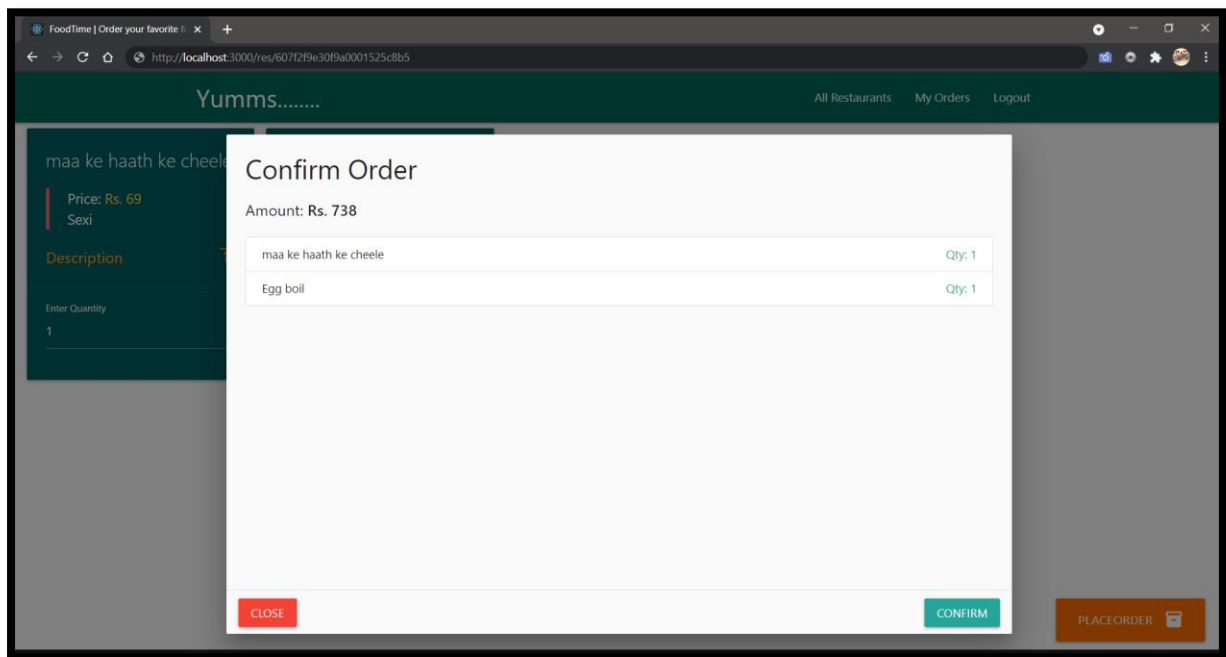 FoodTime | Order your favorite
http://localhost:3000/res/607f2f9e30f9a0001525c8b5
Yumms........
All Restaurants My Orders Logout
maa ke haath ke cheele
Price: Rs. 69
Sexi
Description
Enter Quantity
1
Confirm Order
Amount: Rs. 738
maa ke haath ke cheele Qty: 1
Egg boil Qty: 1
CLOSE
CONFIRM
PLACEORDER